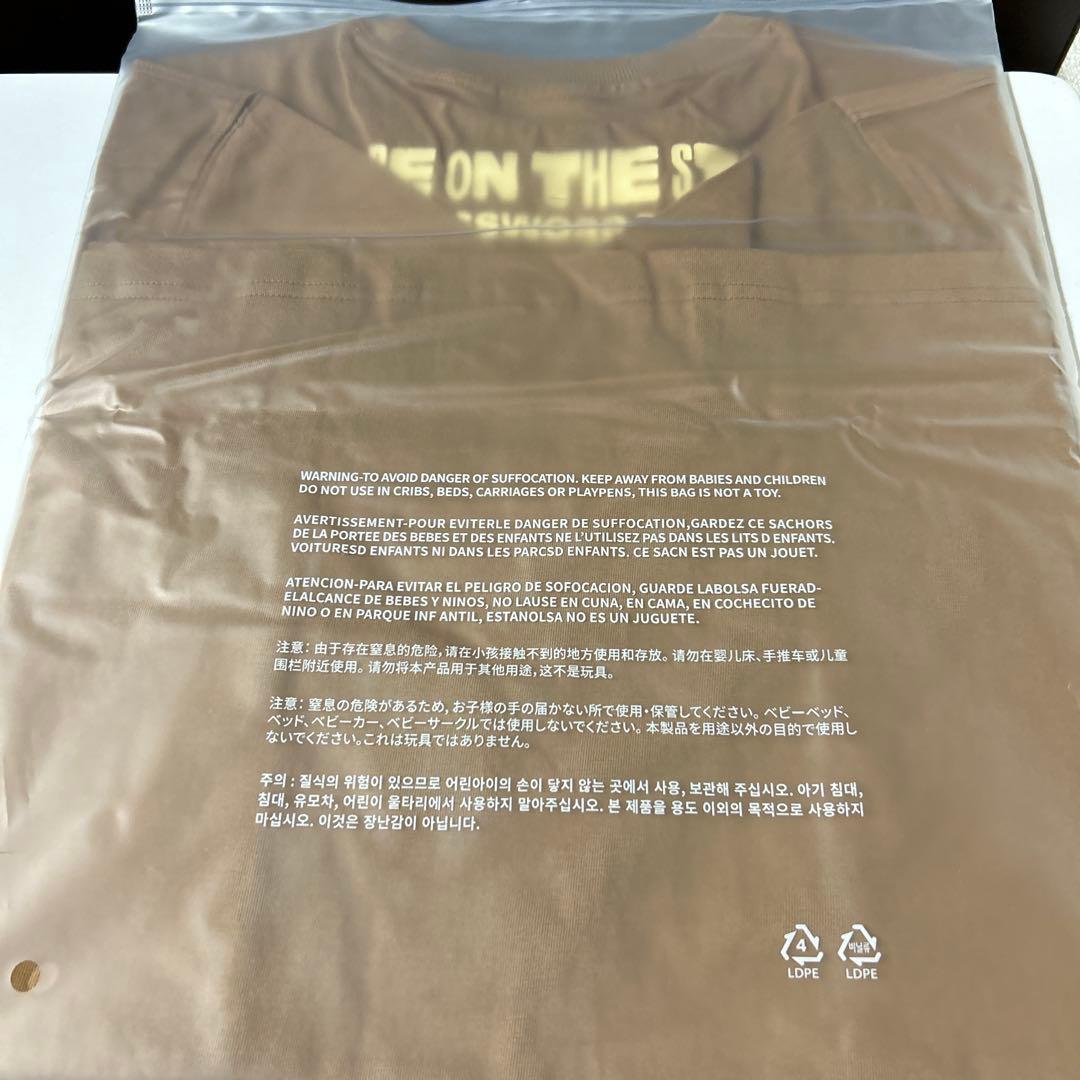 E ON THE S
WARNING-TO AVOID DANGER OF SUFFOCATION. KEEP AWAY FROM BABIES AND CHILDREN
DO NOT USE IN CRIBS, BEDS, CARRIAGES OR PLAYPENS, THIS BAG IS NOT A TOY.
AVERTISSEMENT-POUR EVITERLE DANGER DE SUFFOCATION,GARDEZ CE SACHORS
DE LA PORTEE DES BEBES ET DES ENFANTS NE L'UTILISEZ PAS DANS LES LITS D ENFANTS.
VOITURESD ENFANTS NI DANS LES PARCSD ENFANTS. CE SACN EST PAS UN JOUET.
ATENCION-PARA EVITAR EL PELIGRO DE SOFOCACION, GUARDE LABOLSA FUERAD-
ELALCANCE DE BEBES Y NINOS, NO LAUSE EN CUNA, EN CAMA, EN COCHECITO DE
NINO O EN PARQUE INF ANTIL, ESTANOLSA NO ES UN JUGUETE.
注意：由于存在窒息的危险,请在小孩接触不到的地方使用和存放。请勿在婴儿床、手推车或儿童
围栏附近使用。请勿将本产品用于其他用途,这不是玩具。
注意：窒息の危険があるため,お子様の手の届かない所で使用・保管してください。ベビーベッド、
ベッド、ベビーカー、ベビーサークルでは使用しないでください。本製品を用途以外の目的で使用し
ないでください。これは玩具ではありません。
주의 : 질식의 위험이 있으므로 어린아이의 손이 닿지 않는 곳에서 사용, 보관해 주십시오. 아기 침대,
침대, 유모차, 어린이 울타리에서 사용하지 말아주십시오. 본 제품을 용도 이외의 목적으로 사용하지
마십시오. 이것은 장난감이 아닙니다.
4 비닐류
LDPE LDPE